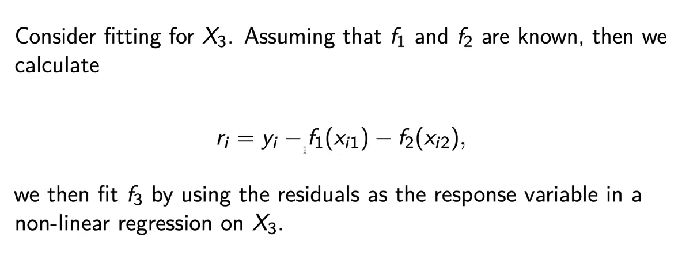 Consider fitting for X₃. Assuming that f₁ and f₂ are known, then we
calculate
rᵢ = yᵢ − f₁(xᵢ₁) − f₂(xᵢ₂),
we then fit f₃ by using the residuals as the response variable in a
non-linear regression on X₃.